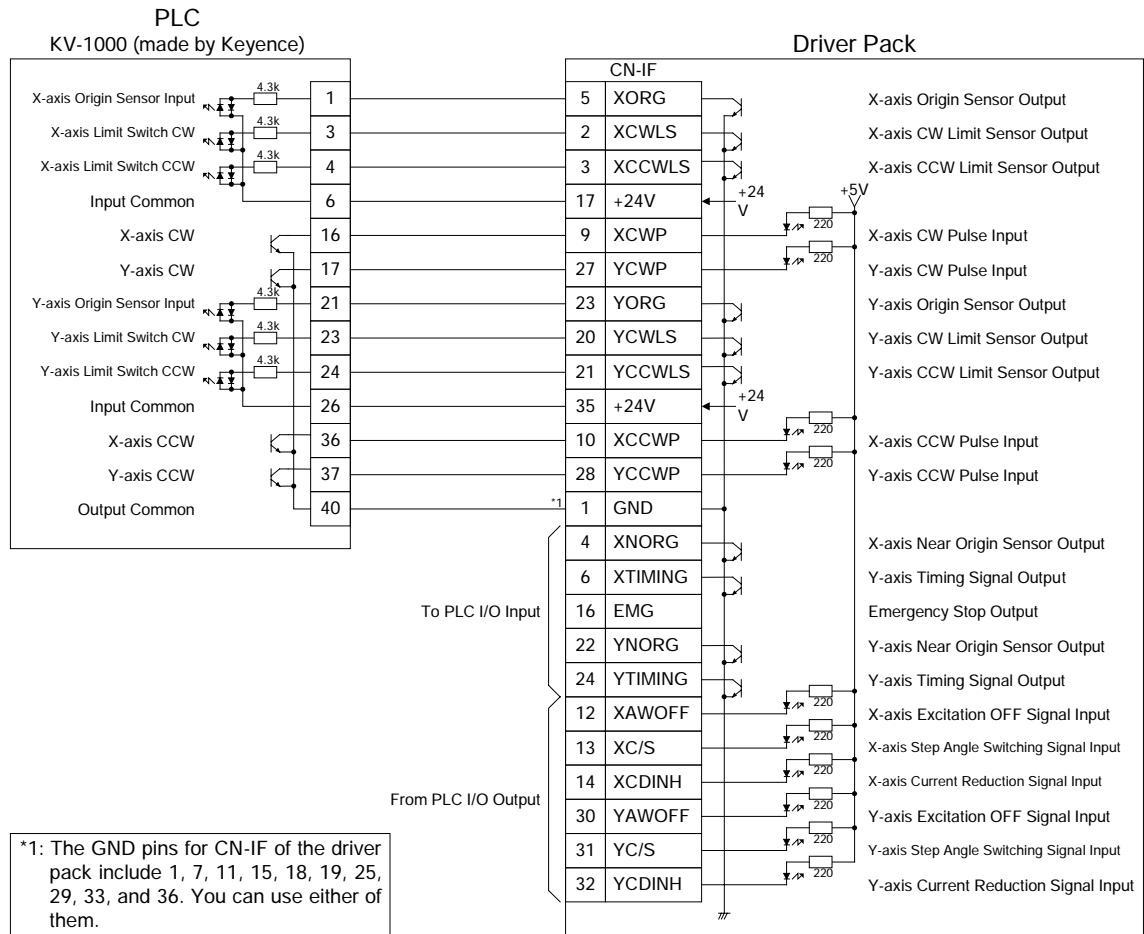 PLC
KV-1000 (made by Keyence)
Driver Pack
CN-IF
X-axis Origin Sensor Input 4.3k 1 5 XORG X-axis Origin Sensor Output
X-axis Limit Switch CW 4.3k 3 2 XCWLS X-axis CW Limit Sensor Output
X-axis Limit Switch CCW 4.3k 4 3 XCCWLS X-axis CCW Limit Sensor Output
Input Common 6 17 +24V +24 V +5V
X-axis CW 16 9 XCWP 220 X-axis CW Pulse Input
Y-axis CW 17 27 YCWP 220 Y-axis CW Pulse Input
Y-axis Origin Sensor Input 4.3k 21 23 YORG Y-axis Origin Sensor Output
Y-axis Limit Switch CW 4.3k 23 20 YCWLS Y-axis CW Limit Sensor Output
Y-axis Limit Switch CCW 4.3k 24 21 YCCWLS Y-axis CCW Limit Sensor Output
Input Common 26 35 +24V +24 V
X-axis CCW 36 10 XCCWP 220 X-axis CCW Pulse Input
Y-axis CCW 37 28 YCCWP 220 Y-axis CCW Pulse Input
Output Common 40 *1 1 GND
4 XNORG X-axis Near Origin Sensor Output
6 XTIMING Y-axis Timing Signal Output
To PLC I/O Input 16 EMG Emergency Stop Output
22 YNORG Y-axis Near Origin Sensor Output
24 YTIMING Y-axis Timing Signal Output
12 XAWOFF 220 X-axis Excitation OFF Signal Input
13 XC/S 220 X-axis Step Angle Switching Signal Input
14 XCDINH 220 X-axis Current Reduction Signal Input
From PLC I/O Output
30 YAWOFF 220 Y-axis Excitation OFF Signal Input
31 YC/S 220 Y-axis Step Angle Switching Signal Input
32 YCDINH 220 Y-axis Current Reduction Signal Input
*1: The GND pins for CN-IF of the driver
pack include 1, 7, 11, 15, 18, 19, 25,
29, 33, and 36. You can use either of
them.